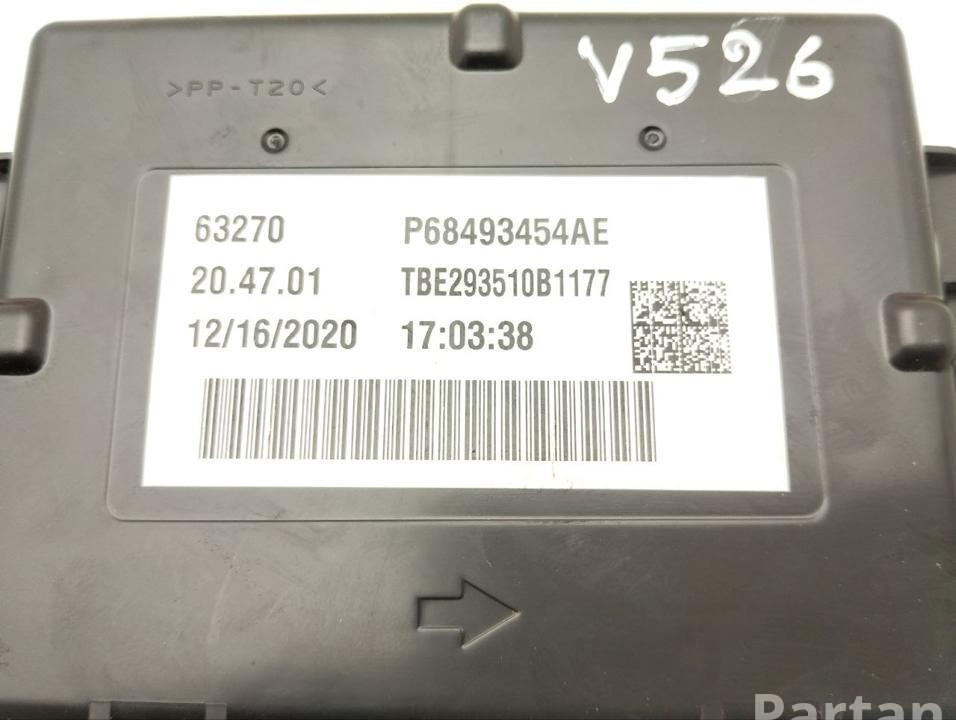 >PP-T20<
V526
63270 P68493454AE
20.47.01 TBE293510B1177
12/16/2020 17:03:38
Partan